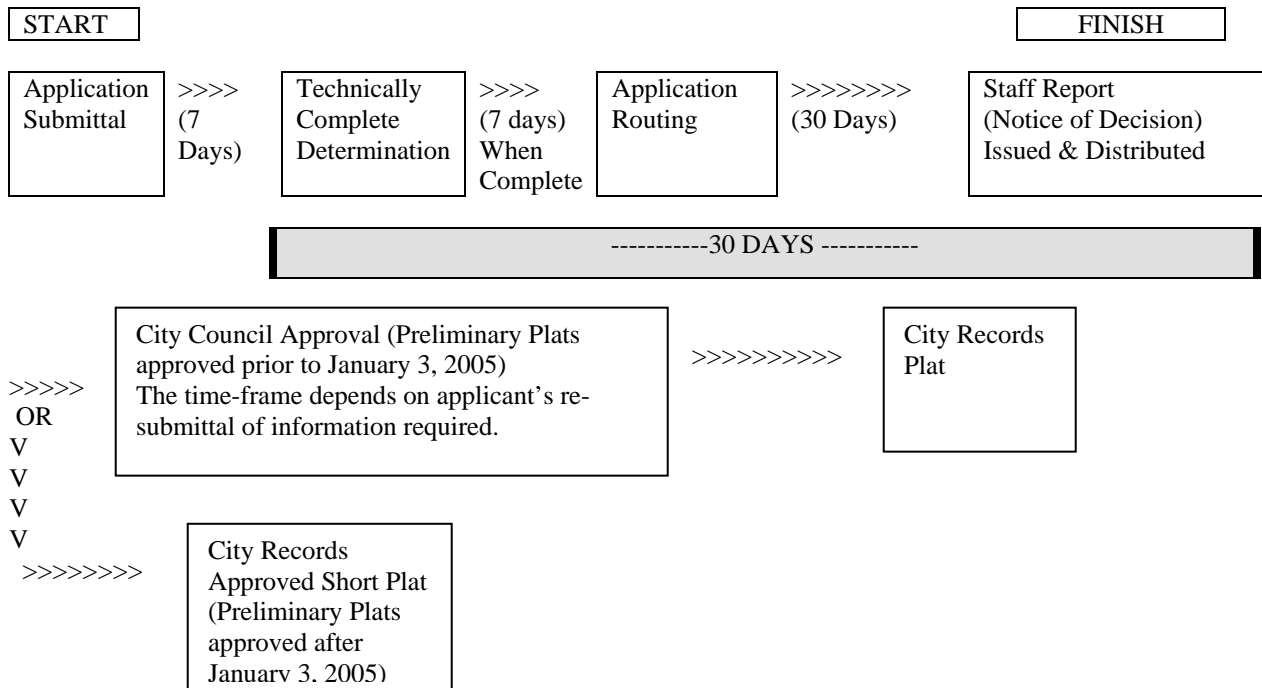 START
FINISH
Application
Submittal
>>>>
(7
Days)
Technically
Complete
Determination
>>>>
(7 days)
When
Complete
Application
Routing
>>>>>>>>
(30 Days)
Staff Report
(Notice of Decision)
Issued & Distributed
-----------30 DAYS -----------
>>>>>
OR
V
V
V
V
>>>>>>>>
City Council Approval (Preliminary Plats
approved prior to January 3, 2005)
The time-frame depends on applicant’s re-
submittal of information required.
>>>>>>>>>>
City Records
Plat
City Records
Approved Short Plat
(Preliminary Plats
approved after
January 3, 2005)